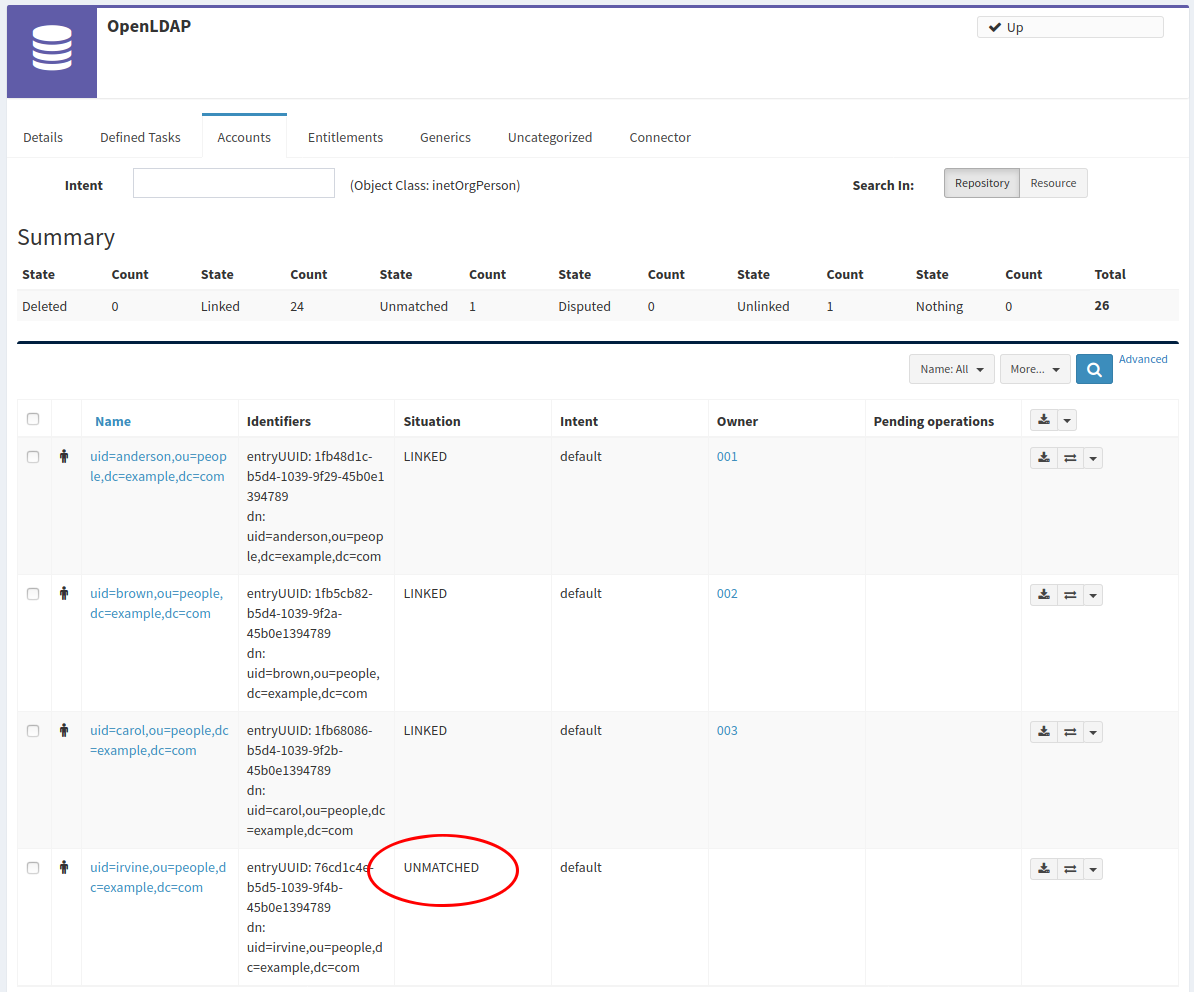 OpenLDAP
Up
Details Defined Tasks Accounts Entitlements Generics Uncategorized Connector
Intent (Object Class: inetOrgPerson) Search In: Repository Resource
Summary
State Count State Count State Count State Count State Count State Count Total
Deleted 0 Linked 24 Unmatched 1 Disputed 0 Unlinked 1 Nothing 0 26
Name: All More... Advanced
Name Identifiers Situation Intent Owner Pending operations
uid=anderson,ou=peop entryUUID: 1fb48d1c- LINKED default 001
le,dc=example,dc=com b5d4-1039-9f29-45b0e1
394789
dn:
uid=anderson,ou=peop
le,dc=example,dc=com
uid=brown,ou=people, entryUUID: 1fb5cb82- LINKED default 002
dc=example,dc=com b5d4-1039-9f2a-
45b0e1394789
dn:
uid=brown,ou=people,
dc=example,dc=com
uid=carol,ou=people,dc entryUUID: 1fb68086- LINKED default 003
=example,dc=com b5d4-1039-9f2b-
45b0e1394789
dn:
uid=carol,ou=people,dc
=example,dc=com
uid=irvine,ou=people,d entryUUID: 76cd1c4e- UNMATCHED default
c=example,dc=com b5d5-1039-9f4b-
45b0e1394789
dn:
uid=irvine,ou=people,d
c=example,dc=com